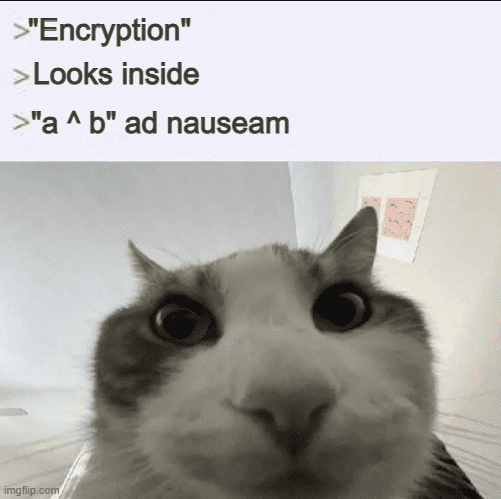 >"Encryption"
>Looks inside
>"a ^ b" ad nauseam
imgflip.com